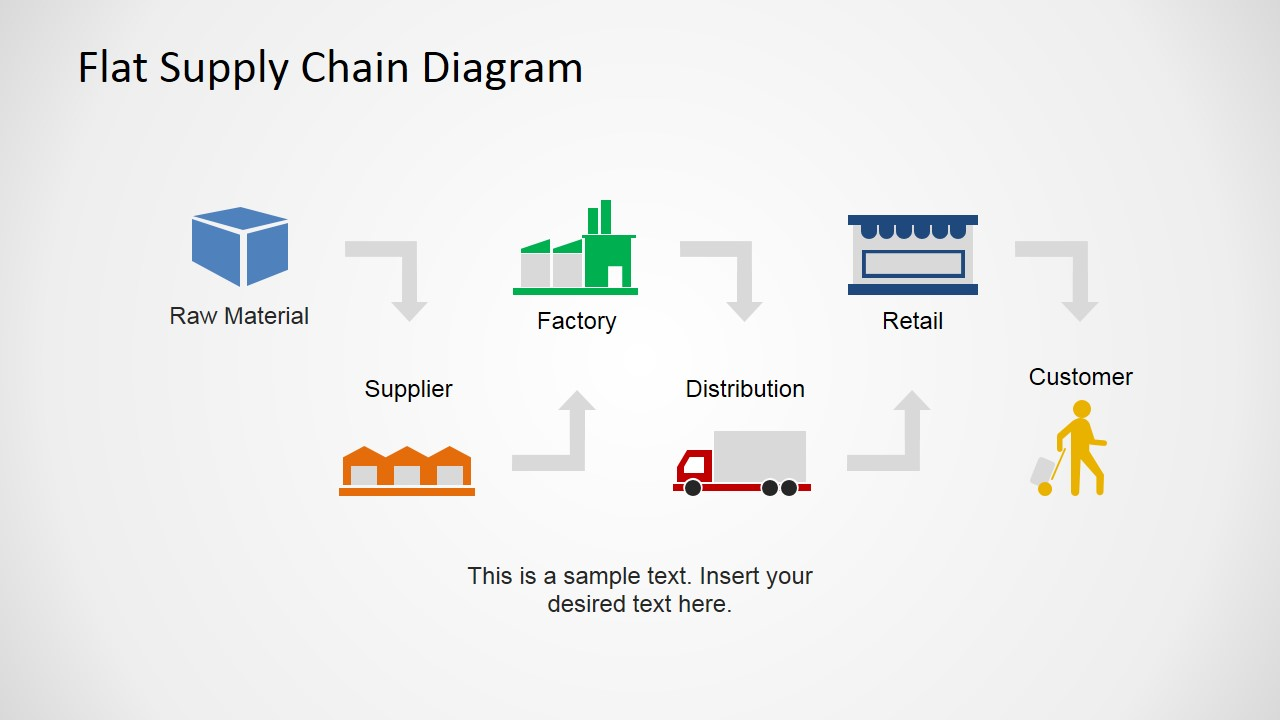 Flat Supply Chain Diagram
Raw Material
Factory
Retail
Supplier
Distribution
Customer
This is a sample text. Insert your
desired text here.